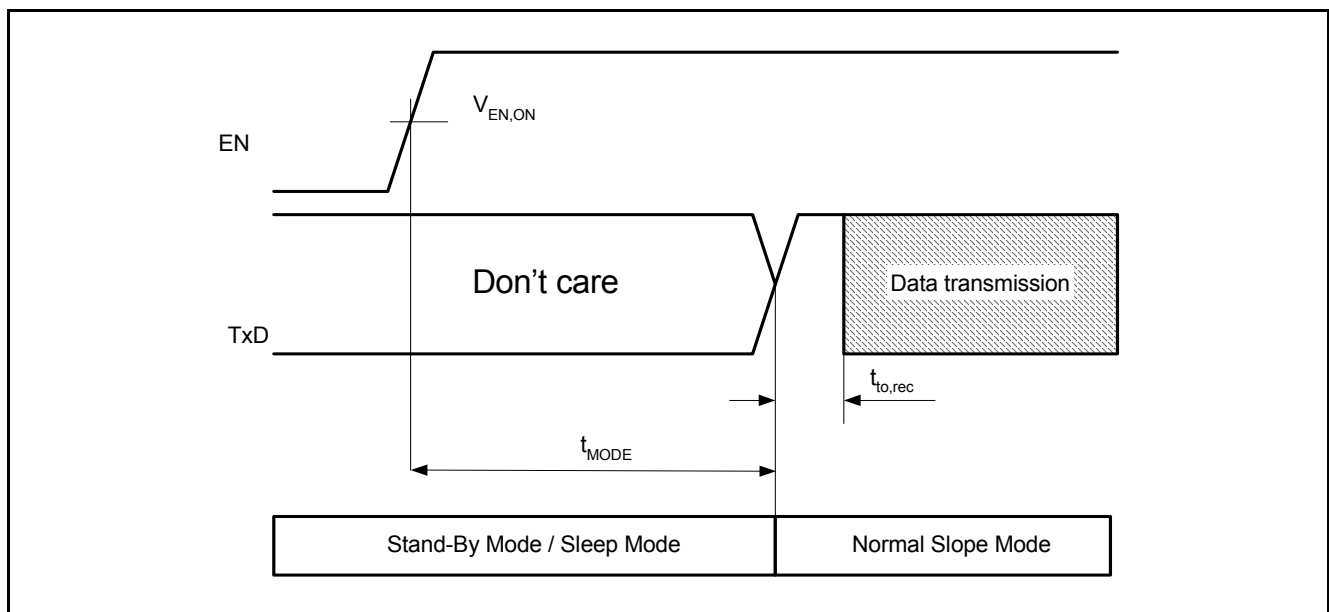 V_EN,ON
EN
Don't care
Data transmission
TxD
t_to,rec
t_MODE
Stand-By Mode / Sleep Mode
Normal Slope Mode